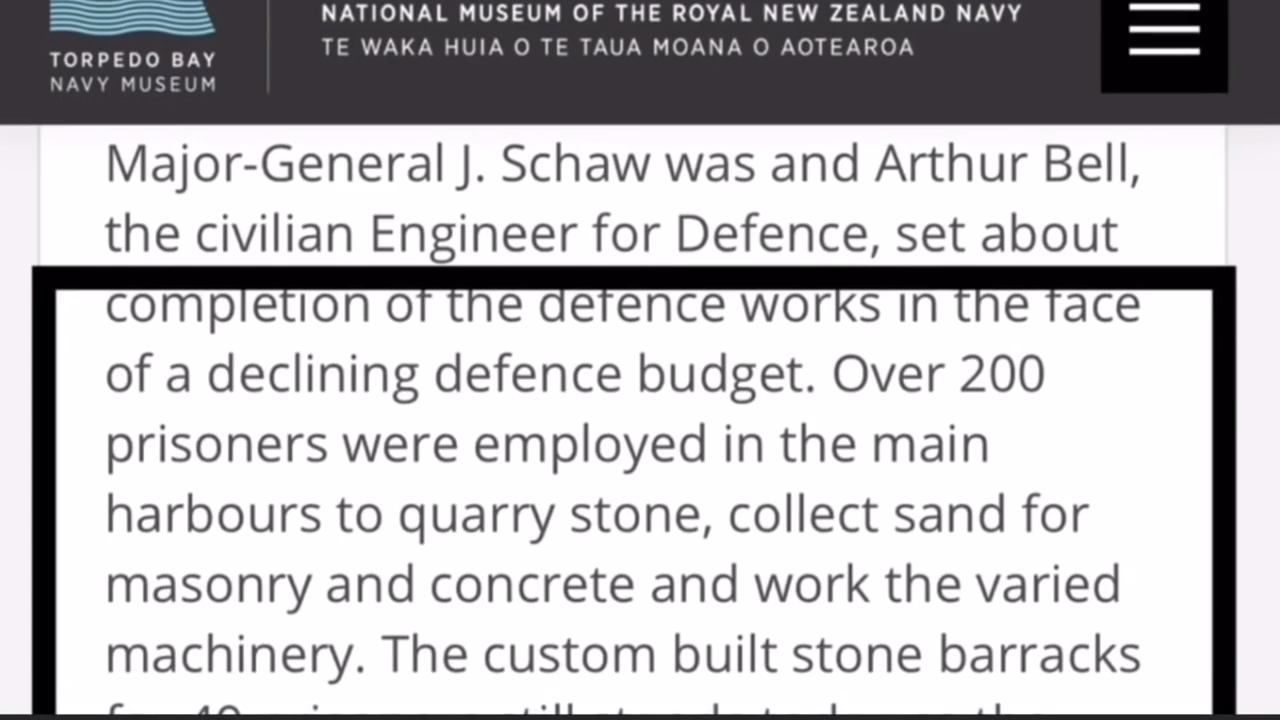 NATIONAL MUSEUM OF THE ROYAL NEW ZEALAND NAVY
TE WAKA HUIA O TE TAUA MOANA O AOTEAROA
TORPEDO BAY
NAVY MUSEUM
Major-General J. Schaw was and Arthur Bell,
the civilian Engineer for Defence, set about
completion of the defence works in the face
of a declining defence budget. Over 200
prisoners were employed in the main
harbours to quarry stone, collect sand for
masonry and concrete and work the varied
machinery. The custom built stone barracks